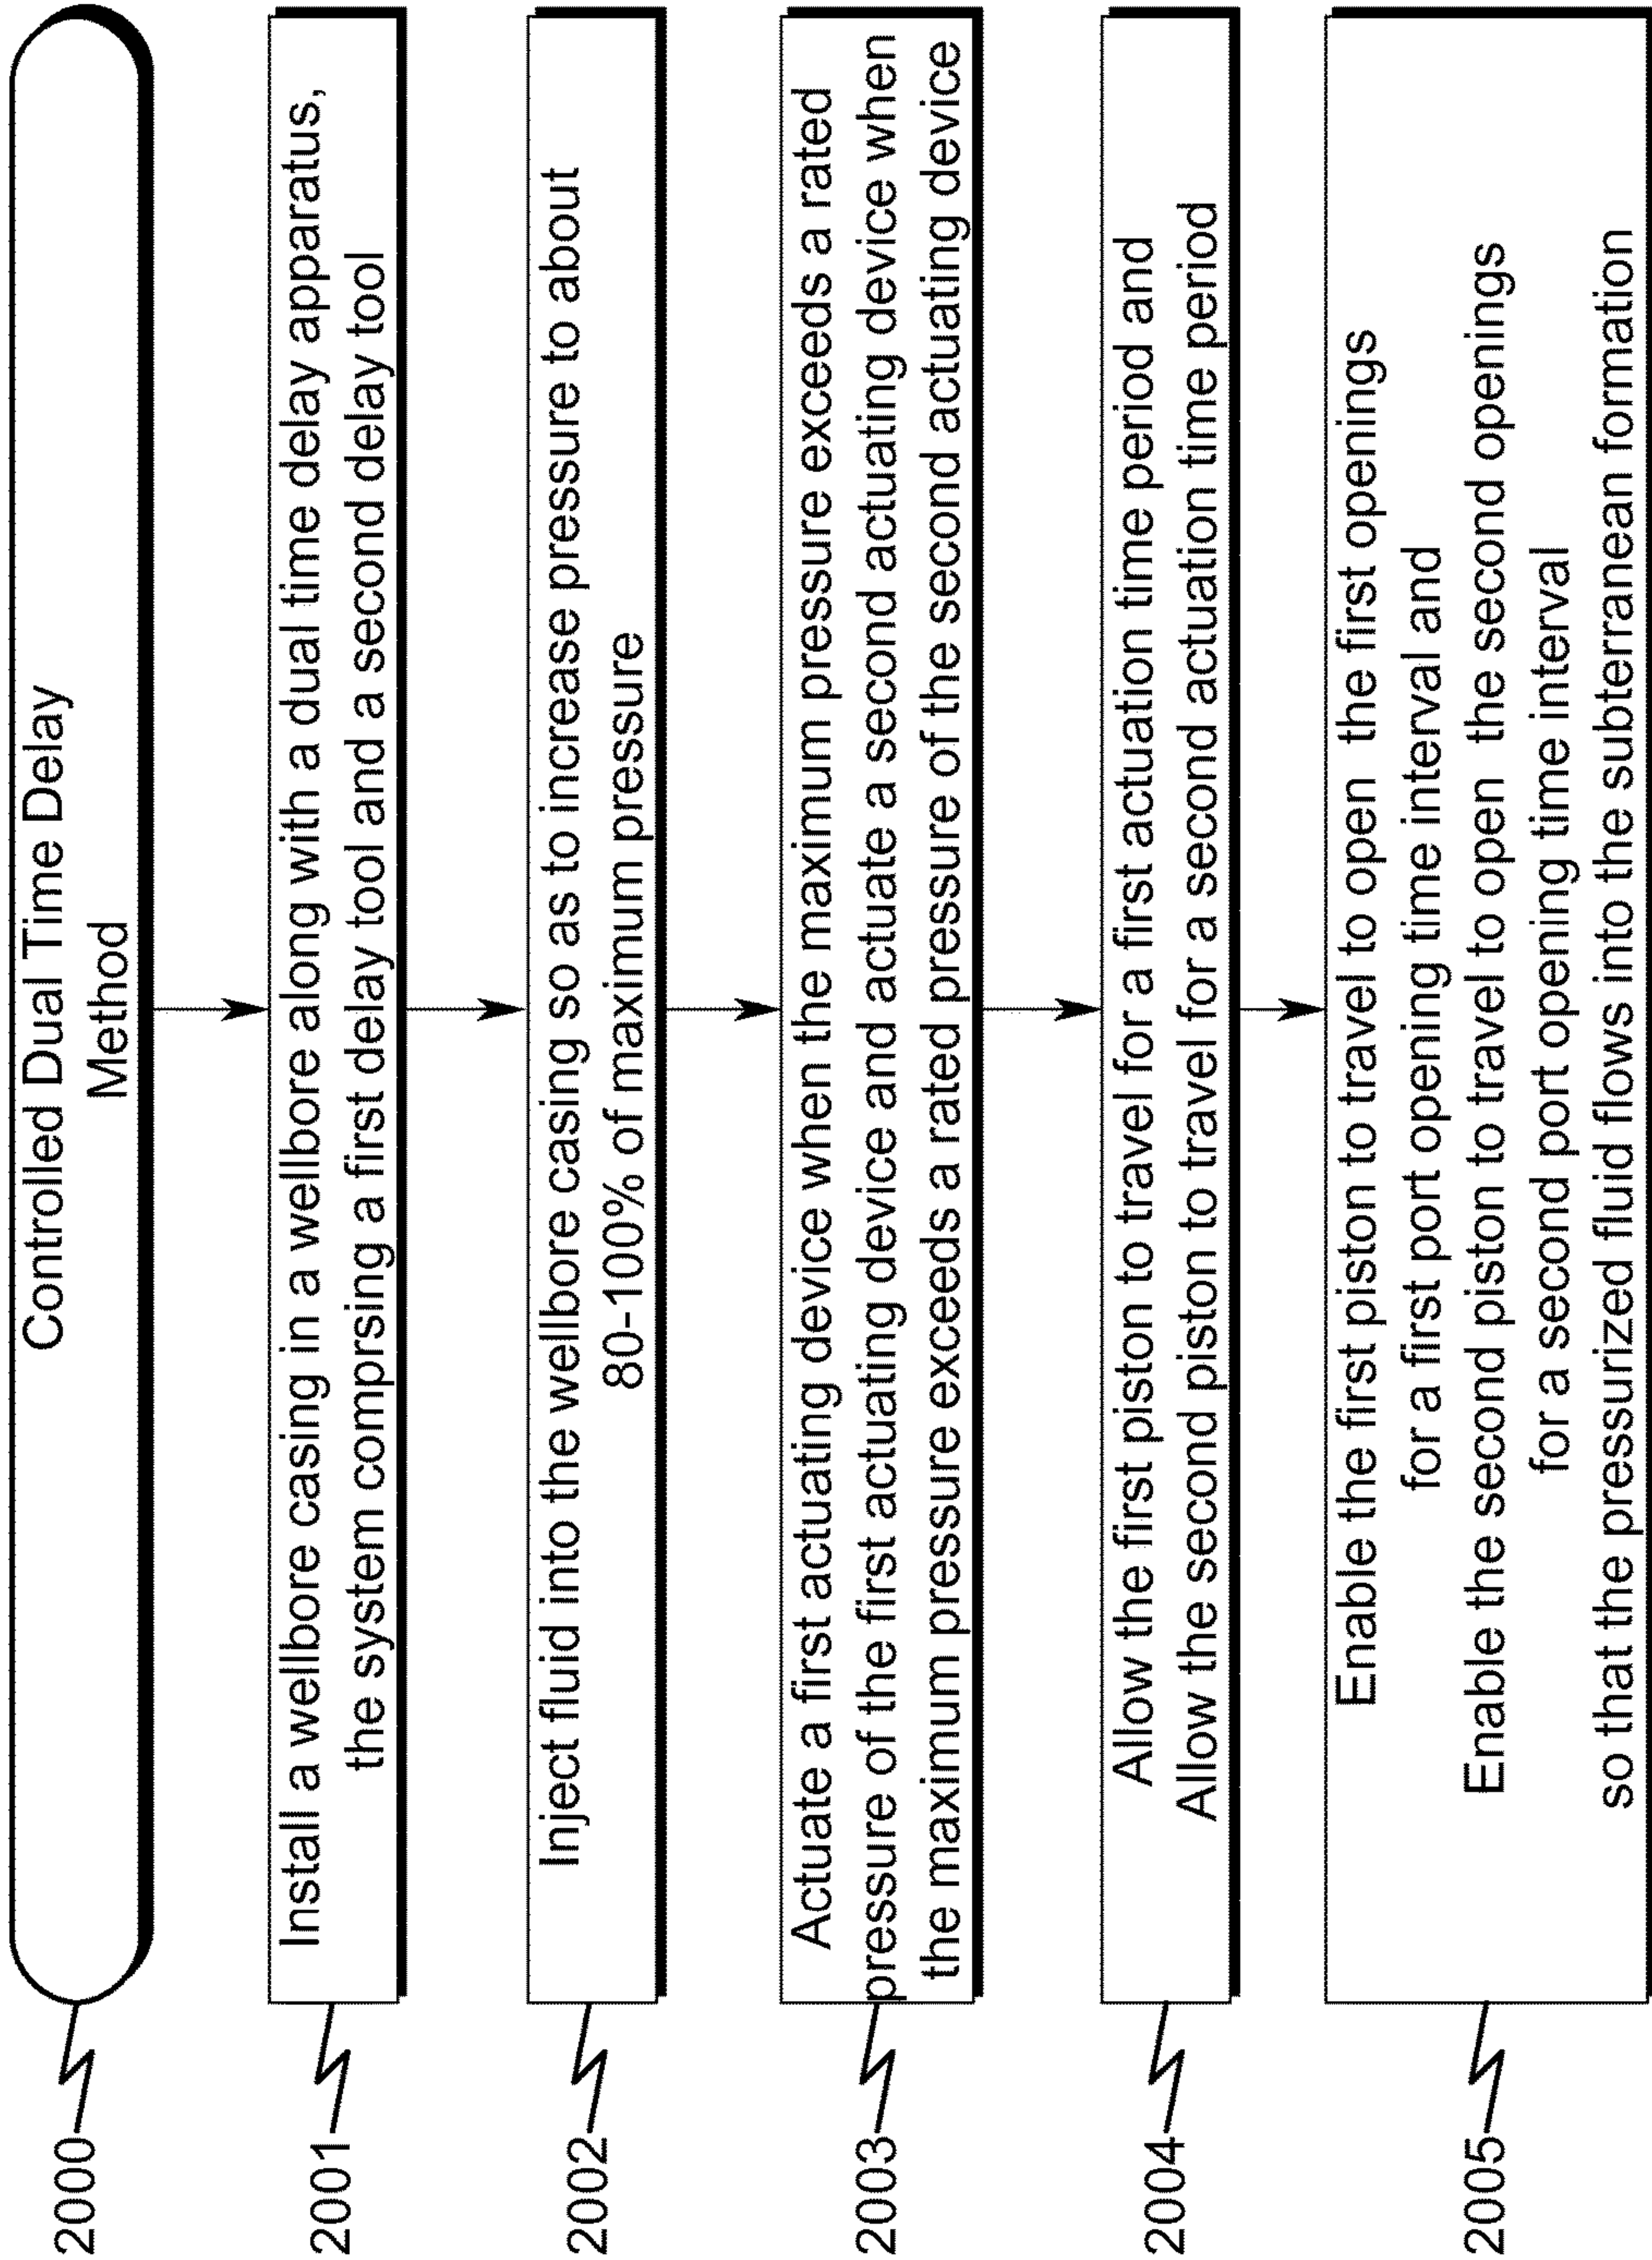 2000
Controlled Dual Time Delay
Method
2001
Install a wellbore casing in a wellbore along with a dual time delay apparatus,
the system comprsing a first delay tool and a second delay tool
2002
Inject fluid into the wellbore casing so as to increase pressure to about
80-100% of maximum pressure
2003
Actuate a first actuating device when the maximum pressure exceeds a rated
pressure of the first actuating device and actuate a second actuating device when
the maximum pressure exceeds a rated pressure of the second actuating device
2004
Allow the first piston to travel for a first actuation time period and
Allow the second piston to travel for a second actuation time period
2005
Enable the first piston to travel to open the first openings
for a first port opening time interval and
Enable the second piston to travel to open the second openings
for a second port opening time interval
so that the pressurized fluid flows into the subterranean formation